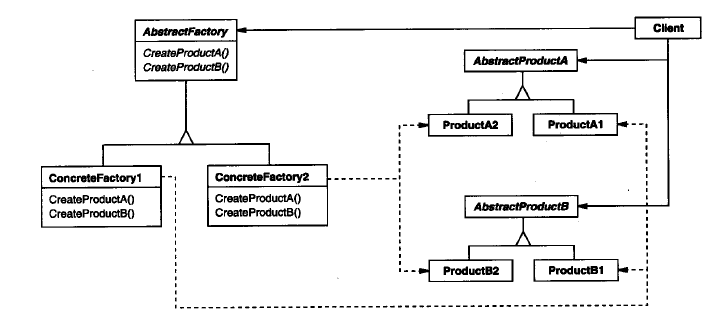 AbstractFactory
CreateProductA()
CreateProductB()
Client
AbstractProductA
ProductA2
ProductA1
ConcreteFactory1
CreateProductA()
CreateProductB()
ConcreteFactory2
CreateProductA()
CreateProductB()
AbstractProductB
ProductB2
ProductB1